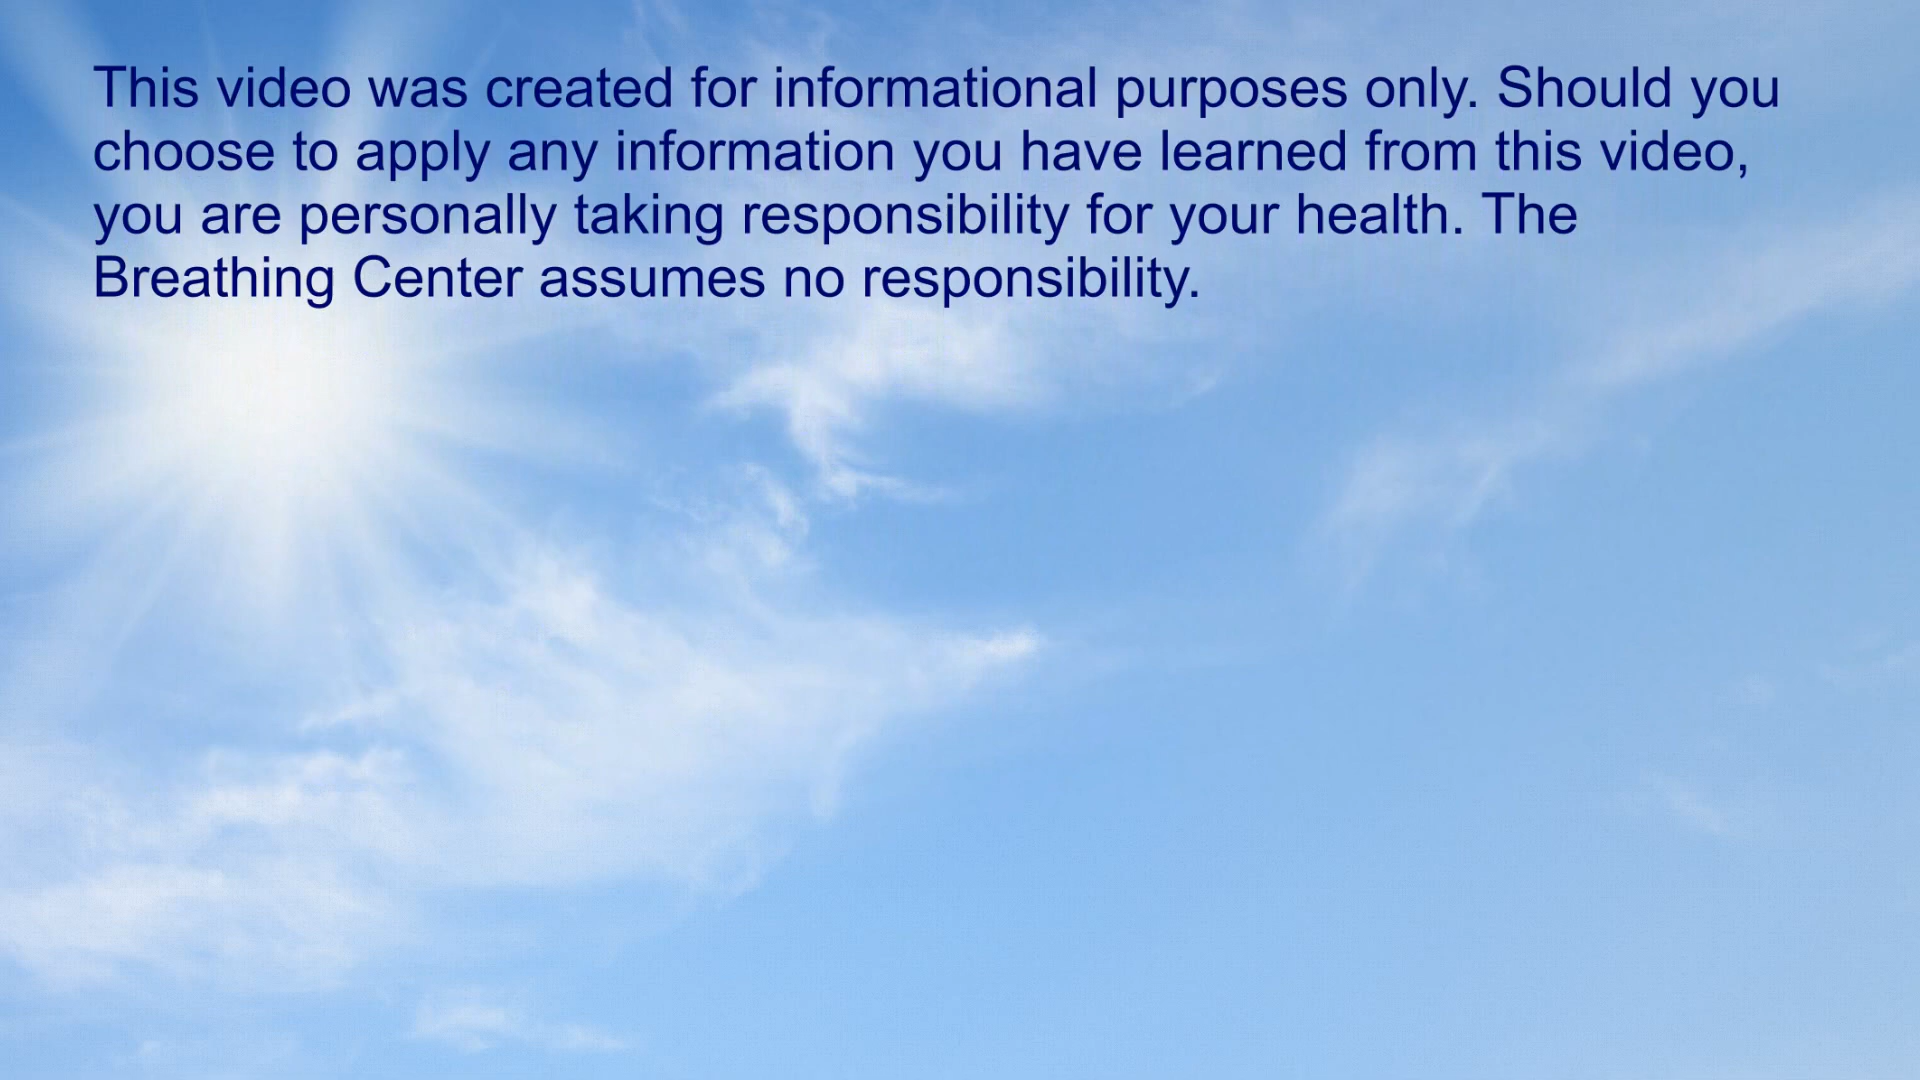 This video was created for informational purposes only. Should you
choose to apply any information you have learned from this video,
you are personally taking responsibility for your health. The
Breathing Center assumes no responsibility.